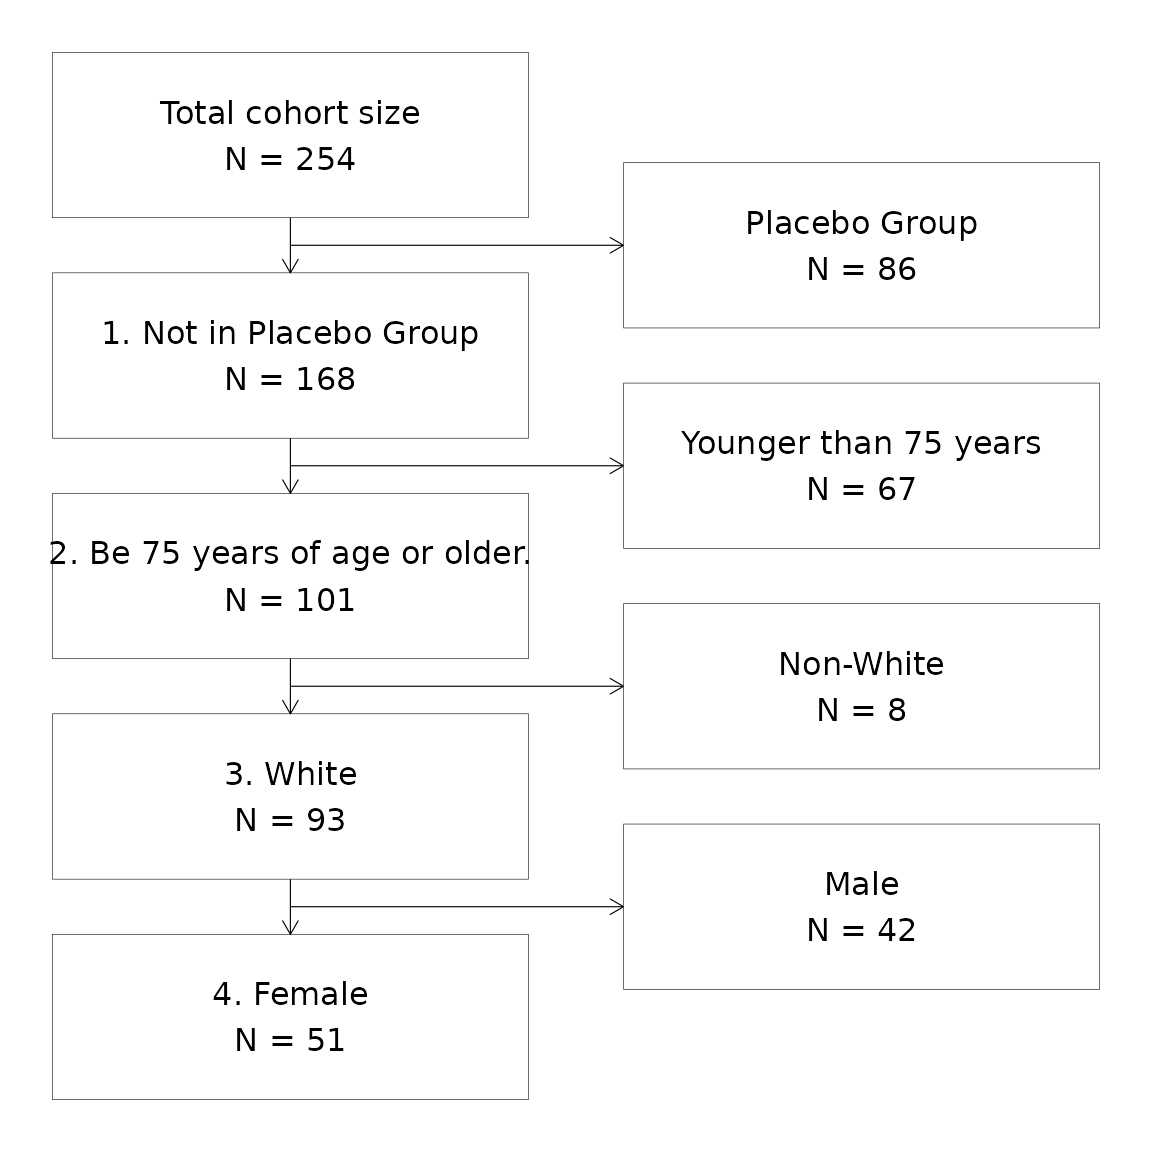 Total cohort size
N = 254
Placebo Group
N = 86
1. Not in Placebo Group
N = 168
Younger than 75 years
N = 67
2. Be 75 years of age or older.
N = 101
Non-White
N = 8
3. White
N = 93
Male
N = 42
4. Female
N = 51